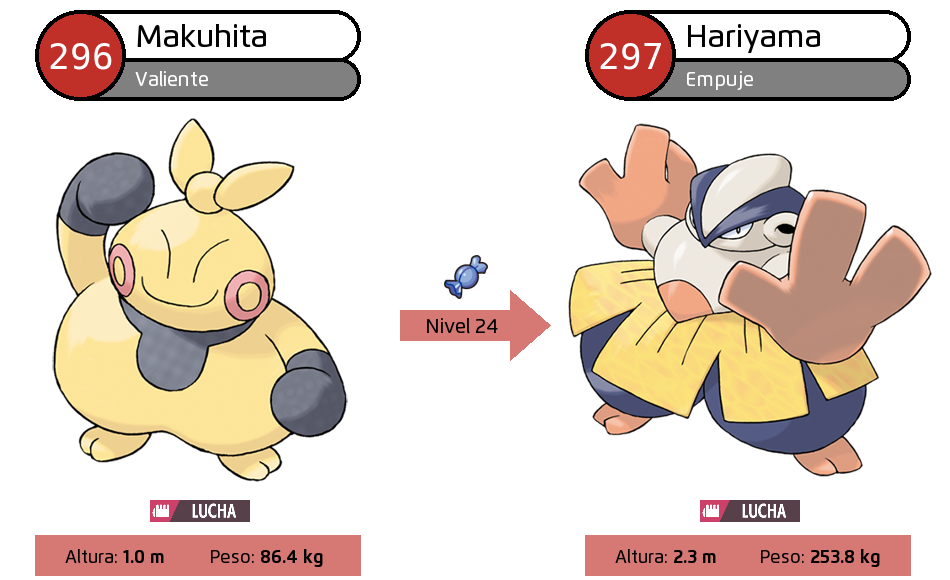 296
Makuhita
Valiente
297
Hariyama
Empuje
Nivel 24
LUCHA
LUCHA
Altura: 1.0 m Peso: 86.4 kg
Altura: 2.3 m Peso: 253.8 kg